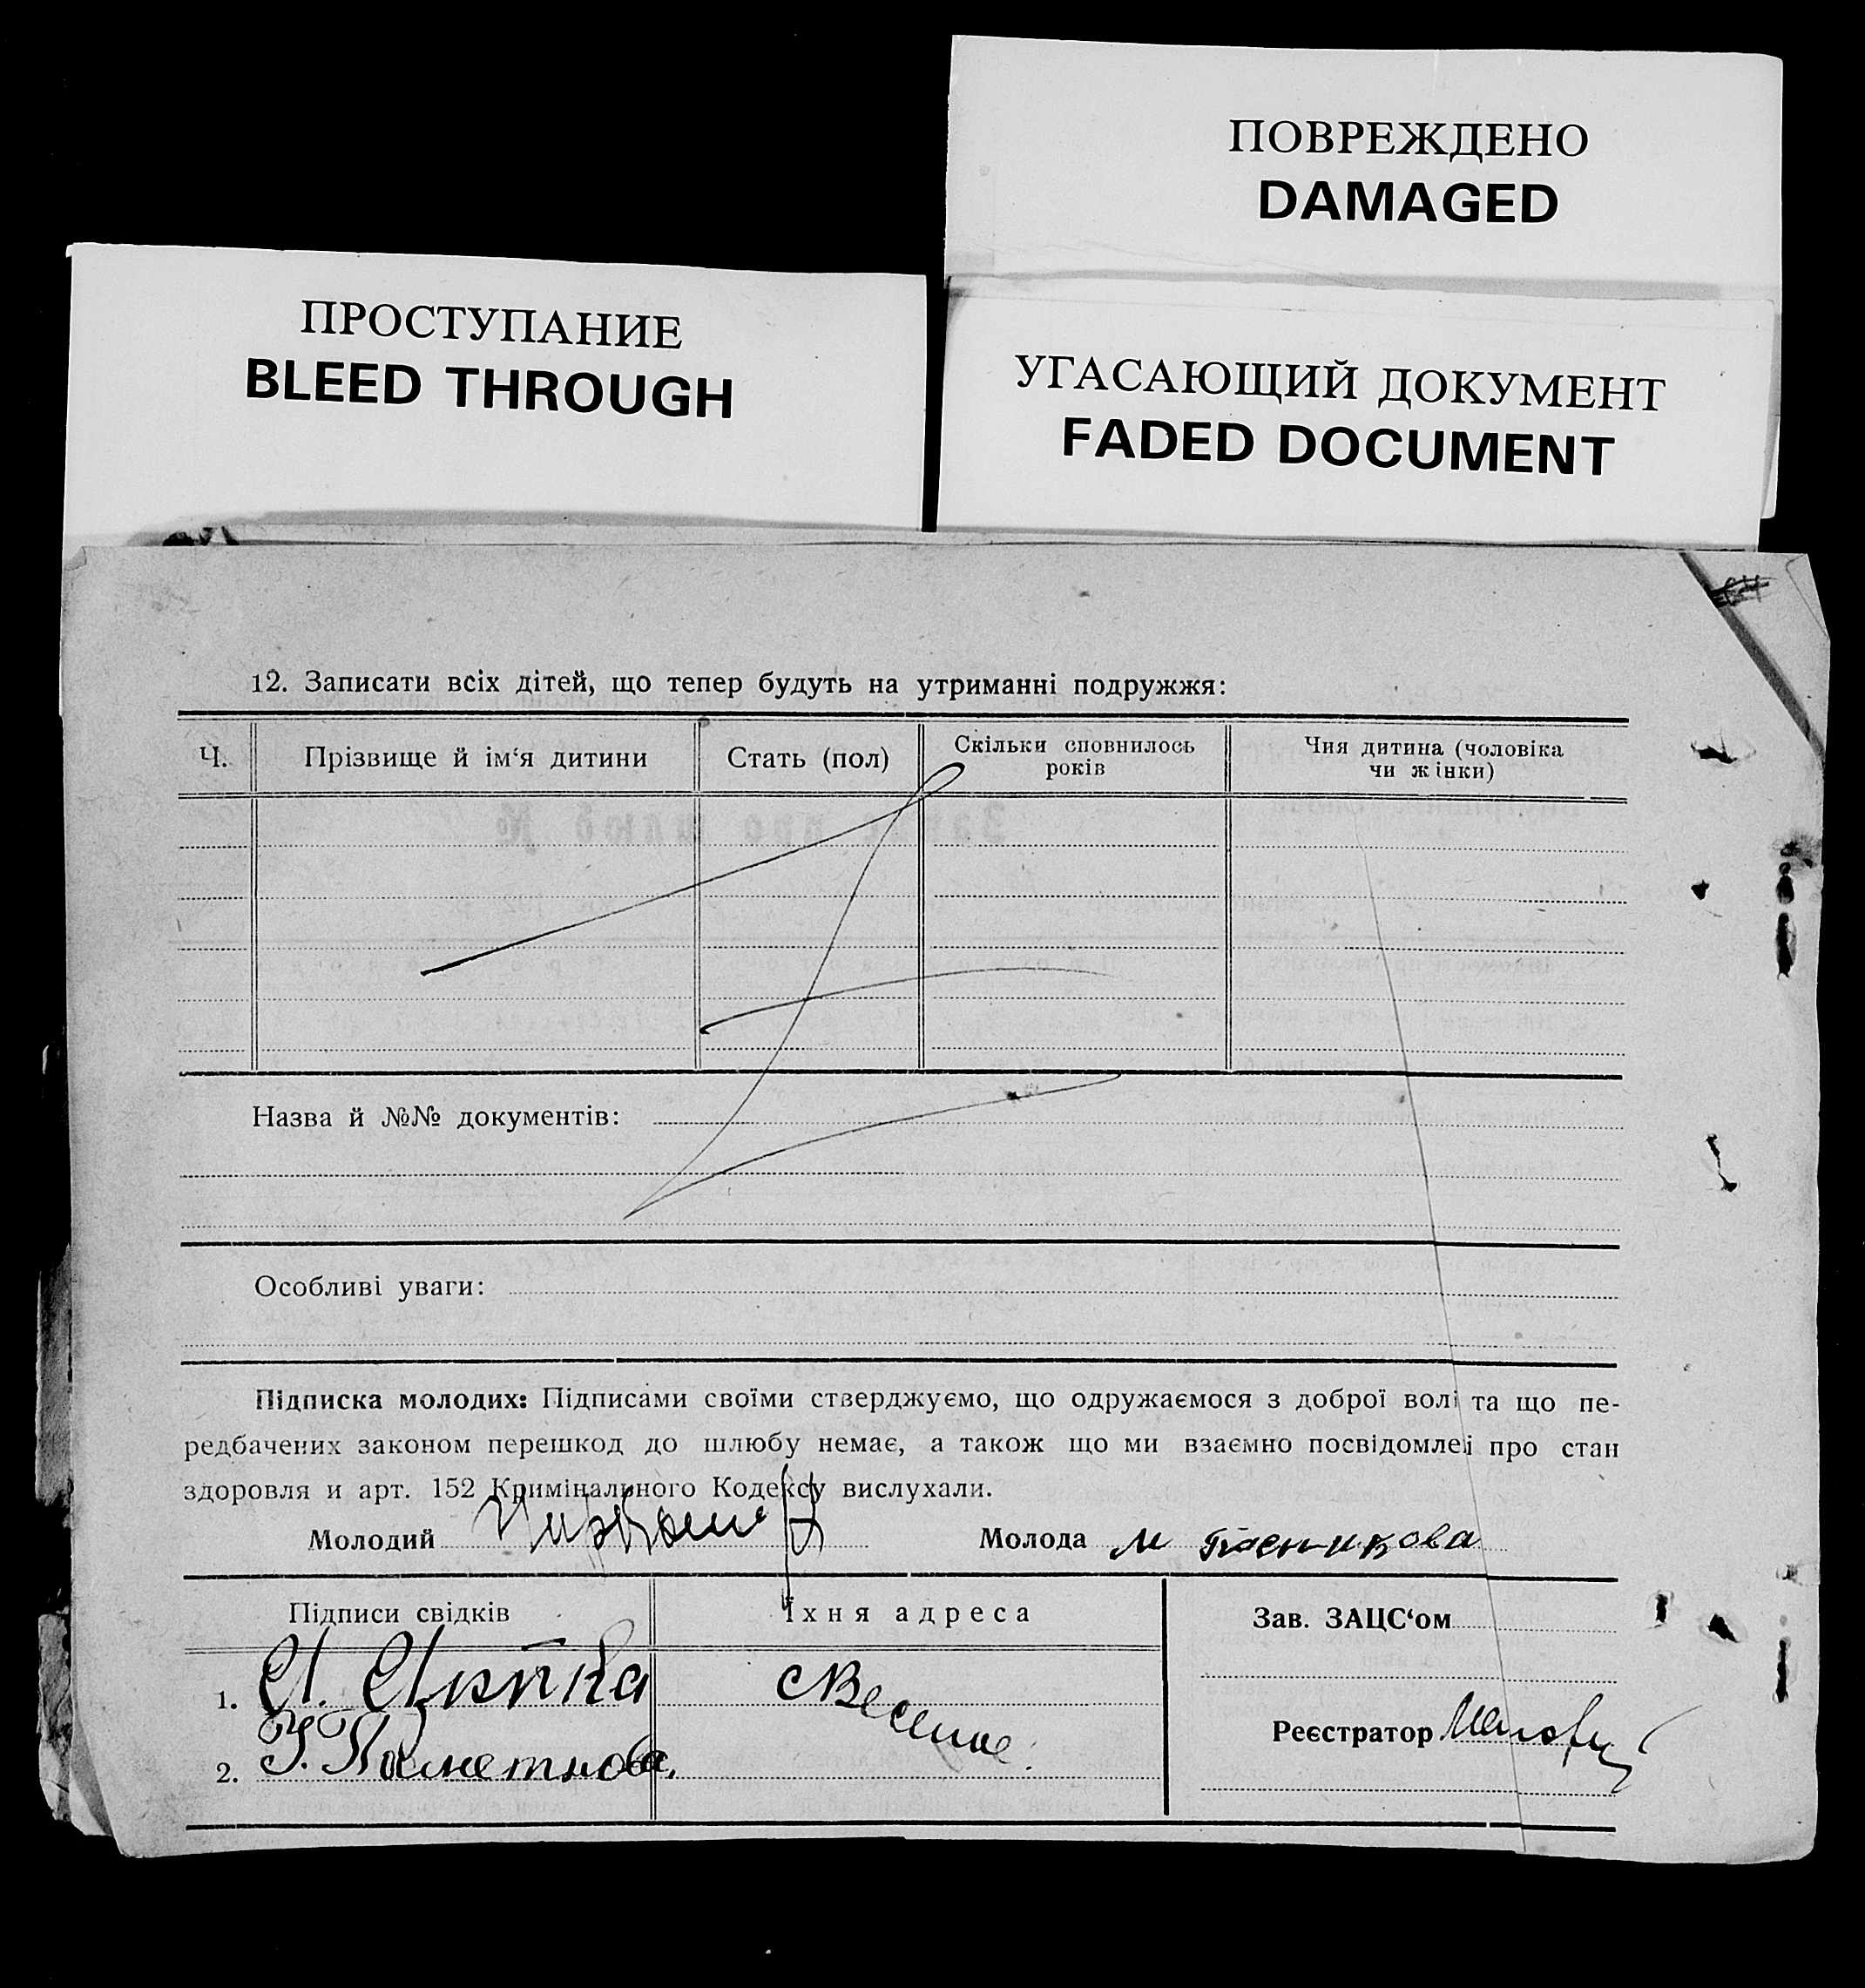 ПОВРЕЖДЕНО
DAMAGED
ПРОСТУПАНИЕ
BLEED THROUGH
УГАСАЮЩИЙ ДОКУМЕНТ
FADED DOCUMENT
12. Записати всіх дітей, що тепер будуть на утриманні подружжя:
Ч. Прізвище й ім‘я дитини Стать (пол) Скільки сповнилось років Чия дитина (чоловіка чи жінки)
Назва й №№ документів:
Особливі уваги:
Підписка молодих: Підписами своїми стверджуємо, що одружаємося з доброї волі та що пе-
редбачених законом перешкод до шлюбу немає, а також що ми взаємно посвідомлені про стан
здоровля и арт. 152 Кримінального Кодексу вислухали.
Молодий Молода М
Підписи свідків Їхня адреса Зав. ЗАЦС‘ом
1.
Реєстратор
2.